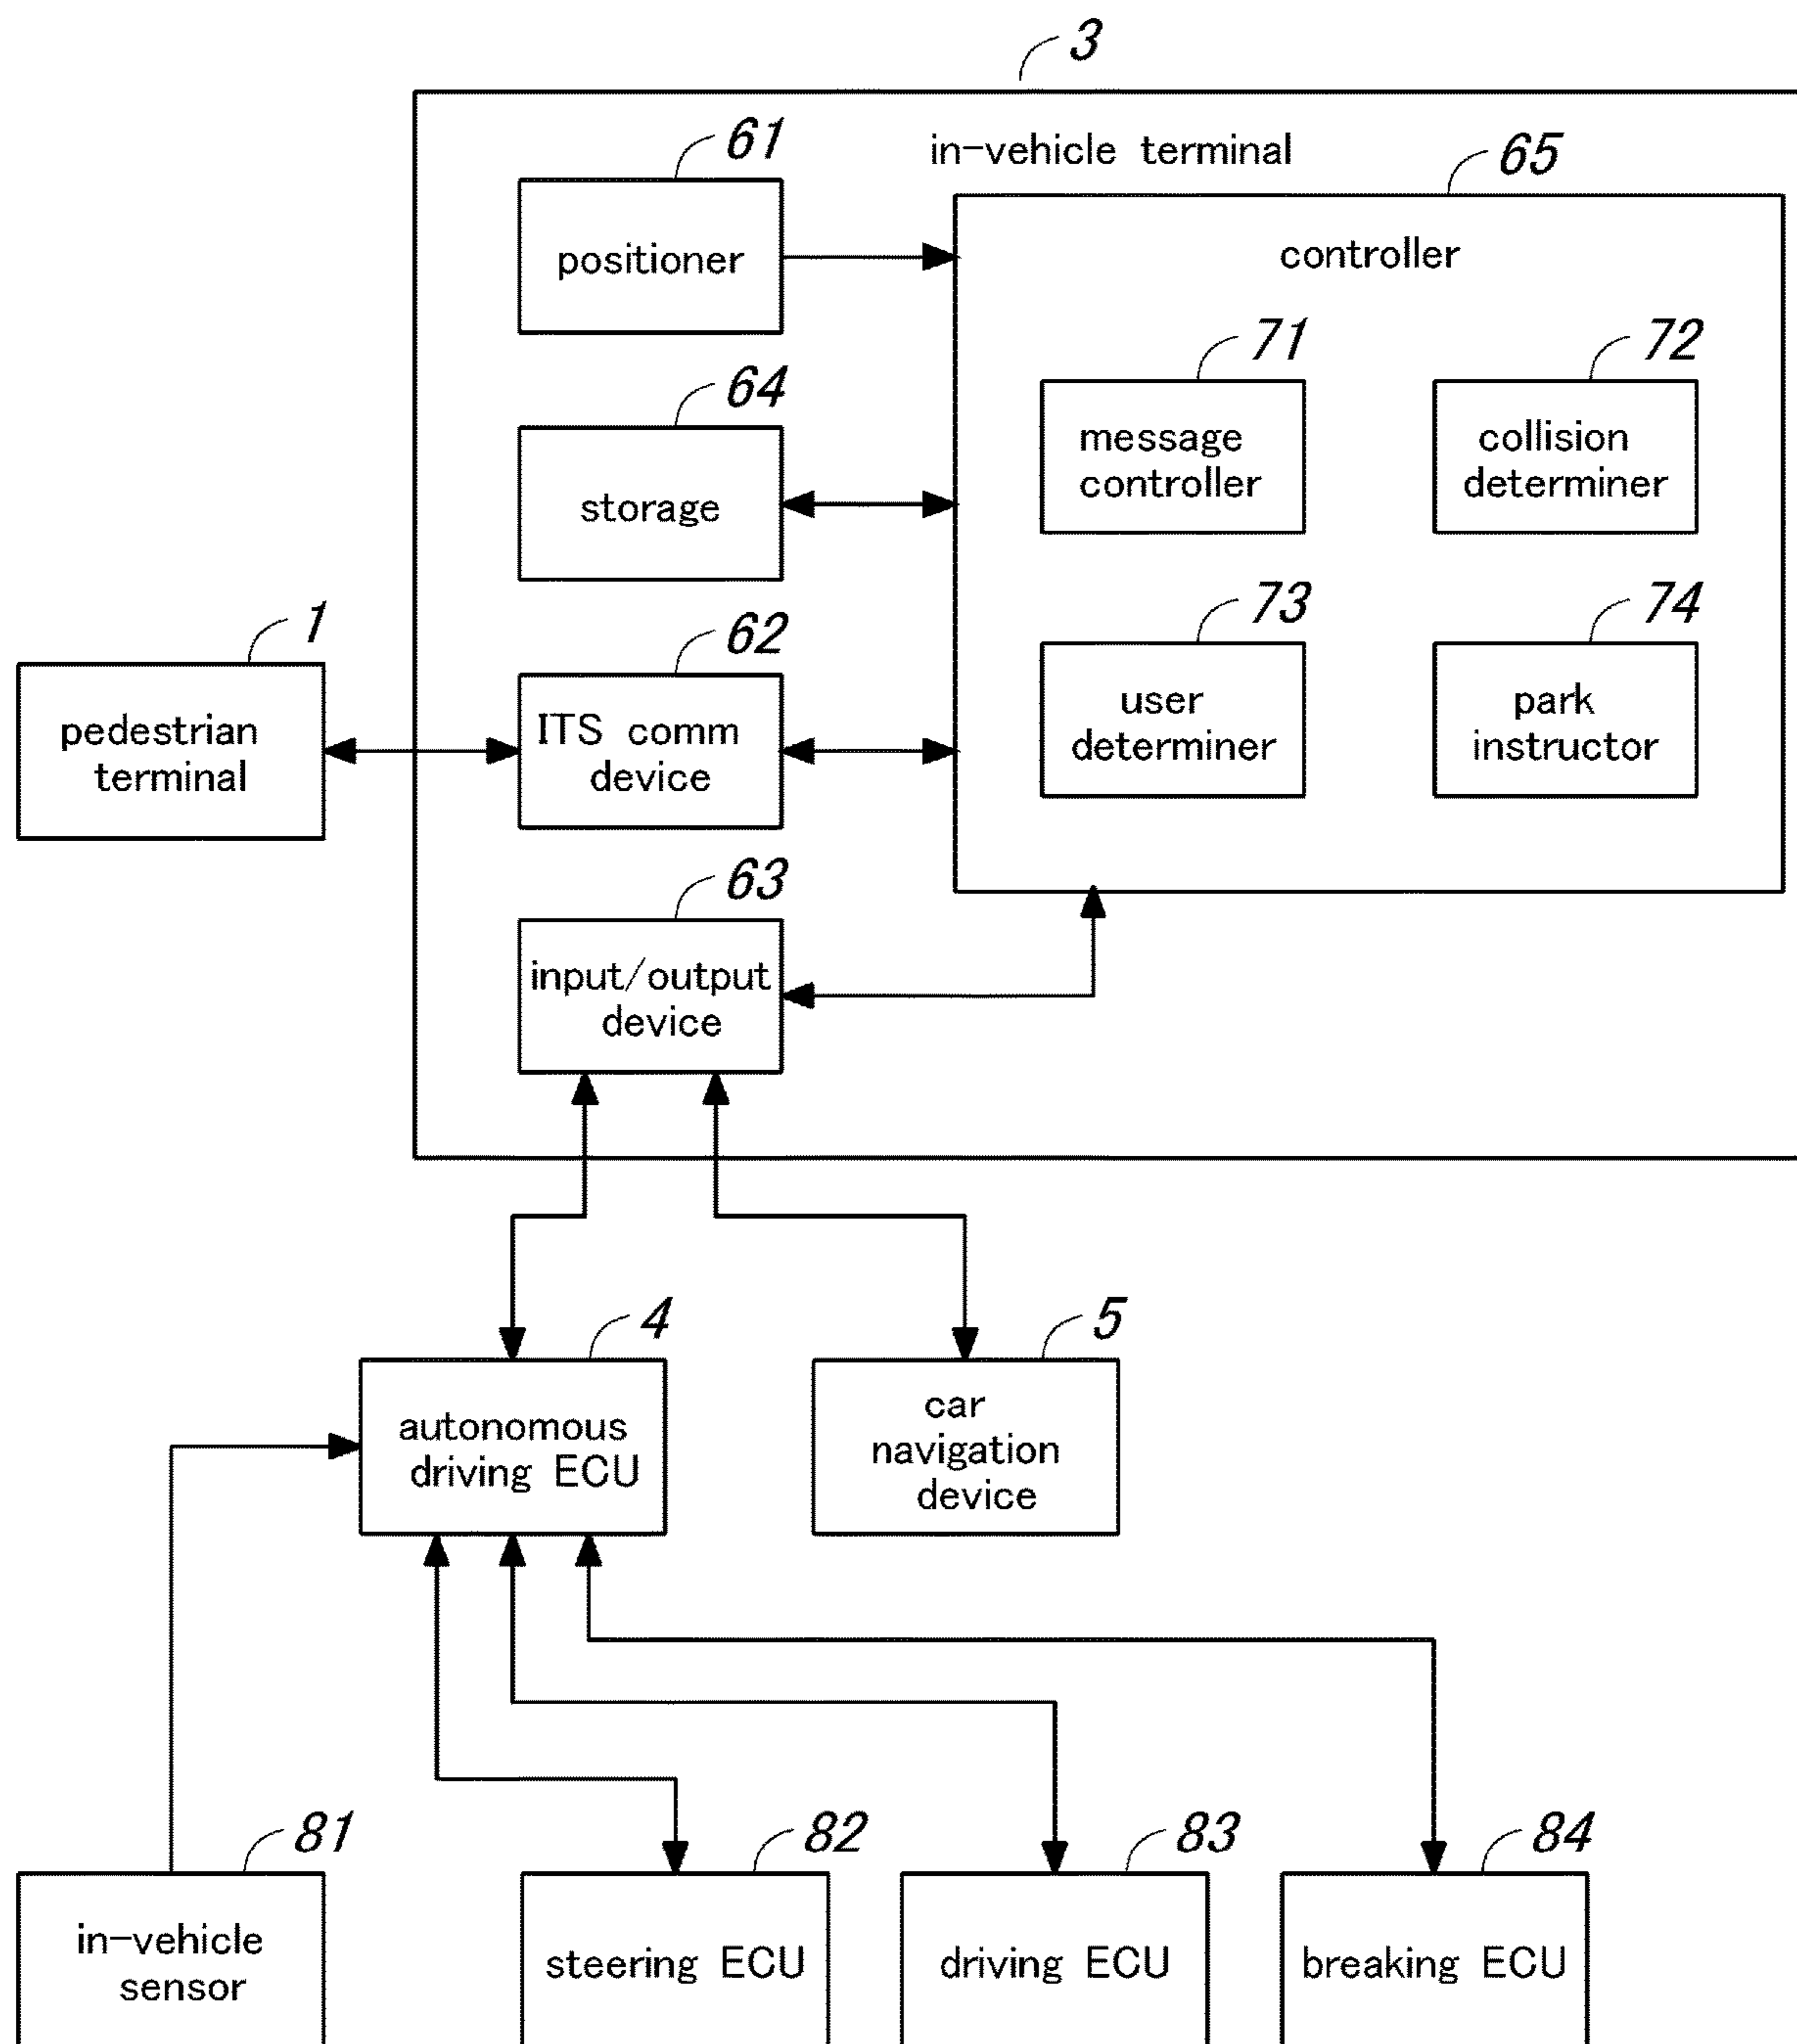 3
in-vehicle terminal
61
positioner
65
controller
64
storage
71
message
controller
72
collision
determiner
1
pedestrian
terminal
62
ITS comm
device
73
user
determiner
74
park
instructor
63
input/output
device
4
autonomous
driving ECU
5
car
navigation
device
81
in-vehicle
sensor
82
steering ECU
83
driving ECU
84
breaking ECU